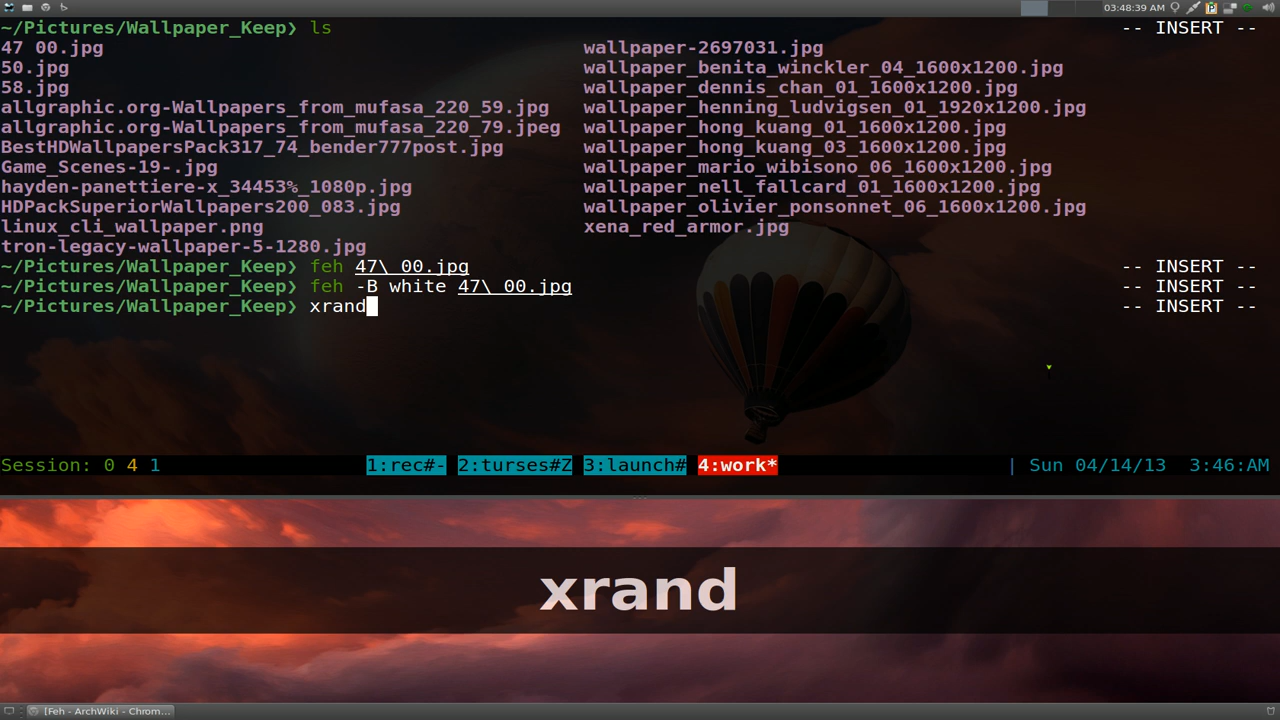 03:48:39 AM
~/Pictures/Wallpaper_Keep❯ ls -- INSERT --
47 00.jpg wallpaper-2697031.jpg
50.jpg wallpaper_benita_winckler_04_1600x1200.jpg
58.jpg wallpaper_dennis_chan_01_1600x1200.jpg
allgraphic.org-Wallpapers_from_mufasa_220_59.jpg wallpaper_henning_ludvigsen_01_1920x1200.jpg
allgraphic.org-Wallpapers_from_mufasa_220_79.jpeg wallpaper_hong_kuang_01_1600x1200.jpg
BestHDWallpapersPack317_74_bender777post.jpg wallpaper_hong_kuang_03_1600x1200.jpg
Game_Scenes-19-.jpg wallpaper_mario_wibisono_06_1600x1200.jpg
hayden-panettiere-x_34453%_1080p.jpg wallpaper_nell_fallcard_01_1600x1200.jpg
HDPackSuperiorWallpapers200_083.jpg wallpaper_olivier_ponsonnet_06_1600x1200.jpg
linux_cli_wallpaper.png xena_red_armor.jpg
tron-legacy-wallpaper-5-1280.jpg
~/Pictures/Wallpaper_Keep❯ feh 47\ 00.jpg -- INSERT --
~/Pictures/Wallpaper_Keep❯ feh -B white 47\ 00.jpg -- INSERT --
~/Pictures/Wallpaper_Keep❯ xrand -- INSERT --
Session: 0 4 1 1:rec#- 2:turses#Z 3:launch# 4:work* | Sun 04/14/13 3:46:AM
xrand
[Feh - ArchWiki - Chrom...